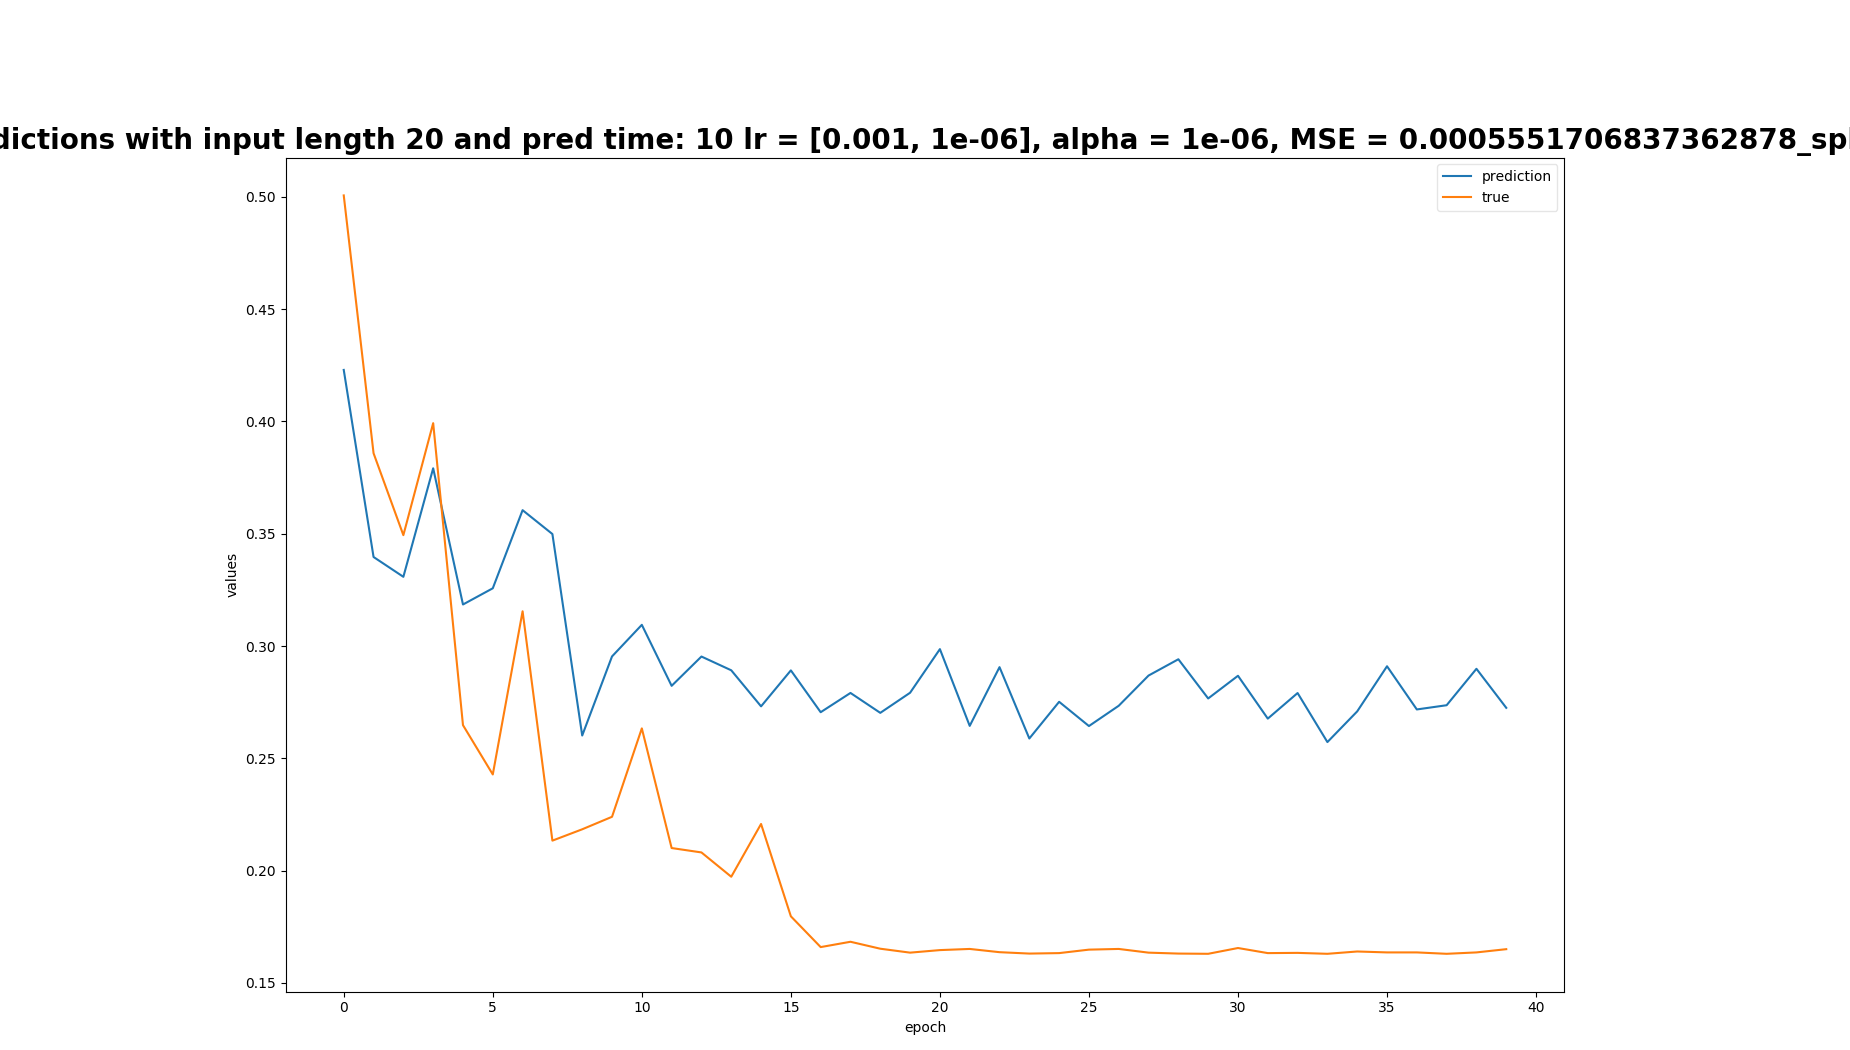 dictions with input length 20 and pred time: 10 lr = [0.001, 1e-06], alpha = 1e-06, MSE = 0.0005551706837362878_spl
prediction
true
0.50
0.45
0.40
0.35
0.30
0.25
0.20
0.15
values
0 5 10 15 20 25 30 35 40
epoch